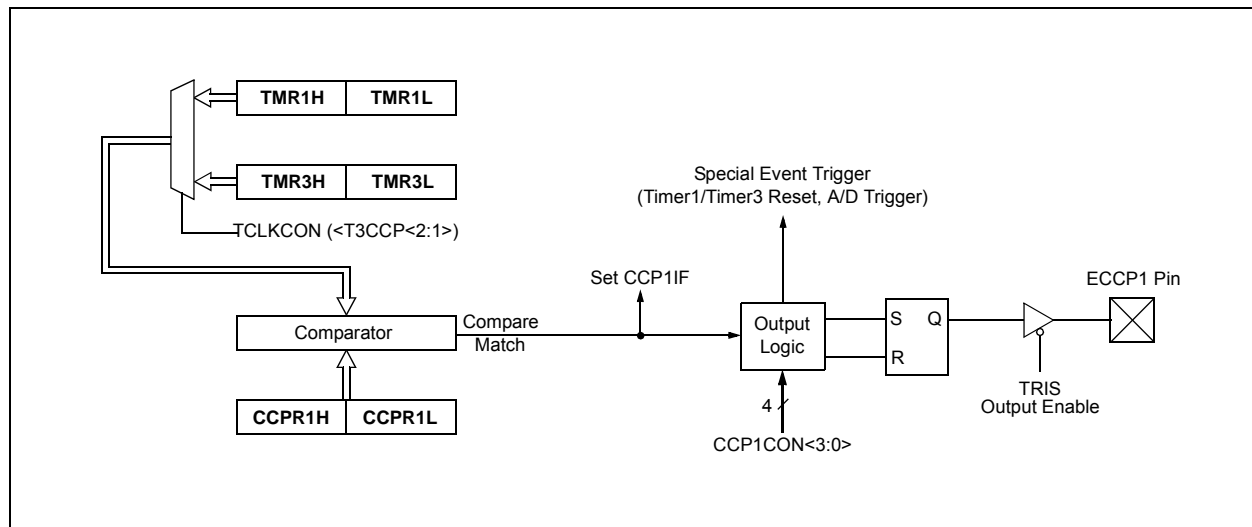 TMR1H TMR1L
TMR3H TMR3L
TCLKCON (<T3CCP<2:1>)
Special Event Trigger
(Timer1/Timer3 Reset, A/D Trigger)
Set CCP1IF
ECCP1 Pin
Comparator
Compare
Match
Output
Logic
S Q
R
TRIS
Output Enable
CCPR1H CCPR1L
4
CCP1CON<3:0>